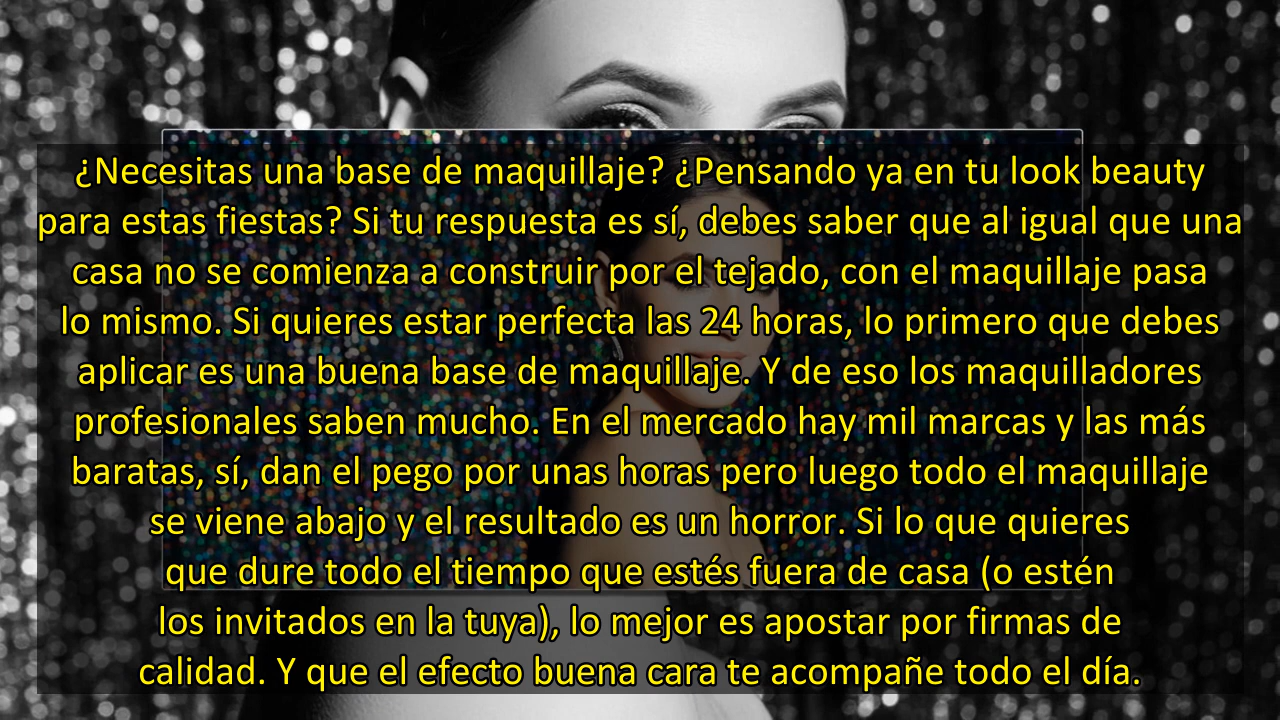 ¿Necesitas una base de maquillaje? ¿Pensando ya en tu look beauty
para estas fiestas? Si tu respuesta es sí, debes saber que al igual que una
casa no se comienza a construir por el tejado, con el maquillaje pasa
lo mismo. Si quieres estar perfecta las 24 horas, lo primero que debes
aplicar es una buena base de maquillaje. Y de eso los maquilladores
profesionales saben mucho. En el mercado hay mil marcas y las más
baratas, sí, dan el pego por unas horas pero luego todo el maquillaje
se viene abajo y el resultado es un horror. Si lo que quieres
que dure todo el tiempo que estés fuera de casa (o estén
los invitados en la tuya), lo mejor es apostar por firmas de
calidad. Y que el efecto buena cara te acompañe todo el día.